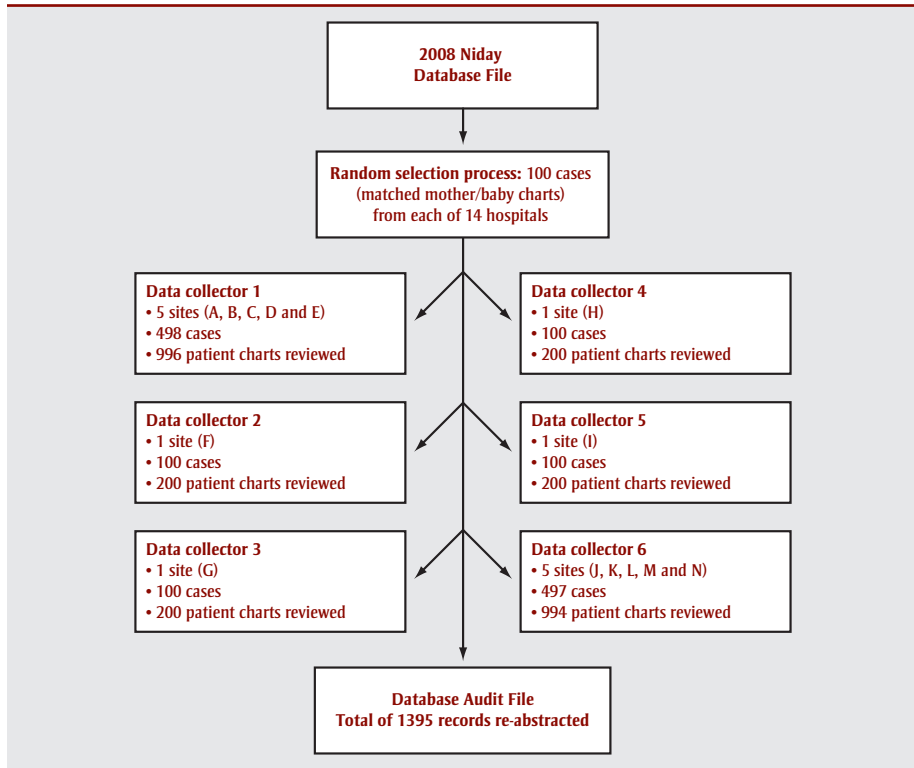 2008 Niday
Database File
Random selection process: 100 cases
(matched mother/baby charts)
from each of 14 hospitals
Data collector 1
• 5 sites (A, B, C, D and E)
• 498 cases
• 996 patient charts reviewed
Data collector 4
• 1 site (H)
• 100 cases
• 200 patient charts reviewed
Data collector 2
• 1 site (F)
• 100 cases
• 200 patient charts reviewed
Data collector 5
• 1 site (I)
• 100 cases
• 200 patient charts reviewed
Data collector 3
• 1 site (G)
• 100 cases
• 200 patient charts reviewed
Data collector 6
• 5 sites (J, K, L, M and N)
• 497 cases
• 994 patient charts reviewed
Database Audit File
Total of 1395 records re-abstracted